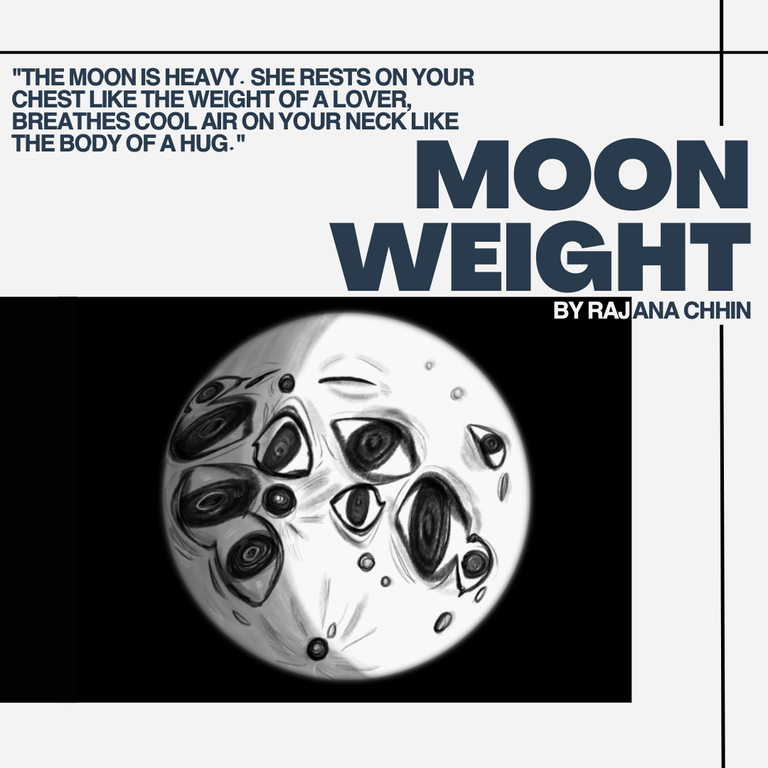 "THE MOON IS HEAVY. SHE RESTS ON YOUR
CHEST LIKE THE WEIGHT OF A LOVER,
BREATHES COOL AIR ON YOUR NECK LIKE
THE BODY OF A HUG."
MOON
WEIGHT
BY RAJANA CHHIN